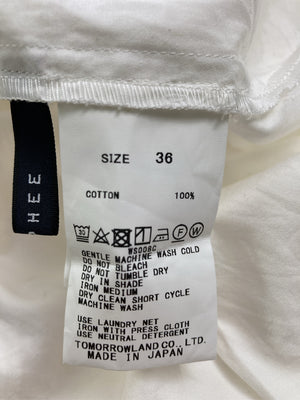 SIZE 36
COTTON 100%
WS008C
GENTLE MACHINE WASH COLD
DO NOT BLEACH
DO NOT TUMBLE DRY
DRY IN SHADE
IRON MEDIUM
DRY CLEAN SHORT CYCLE
MACHINE WASH
USE LAUNDRY NET
IRON WITH PRESS CLOTH
USE NEUTRAL DETERGENT
TOMORROWLAND CO., LTD.
MADE IN JAPAN
PHEE